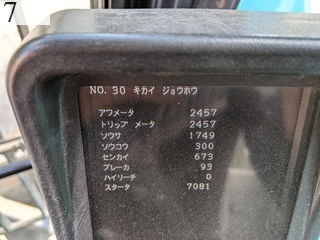 7
NO. 30 キカイ ジョウホウ
アワメータ 2457
トリップ メータ 2457
ソウサ 1749
ソウコウ 300
センカイ 673
ブレーカ 93
ハイリーチ 0
スタータ 7081